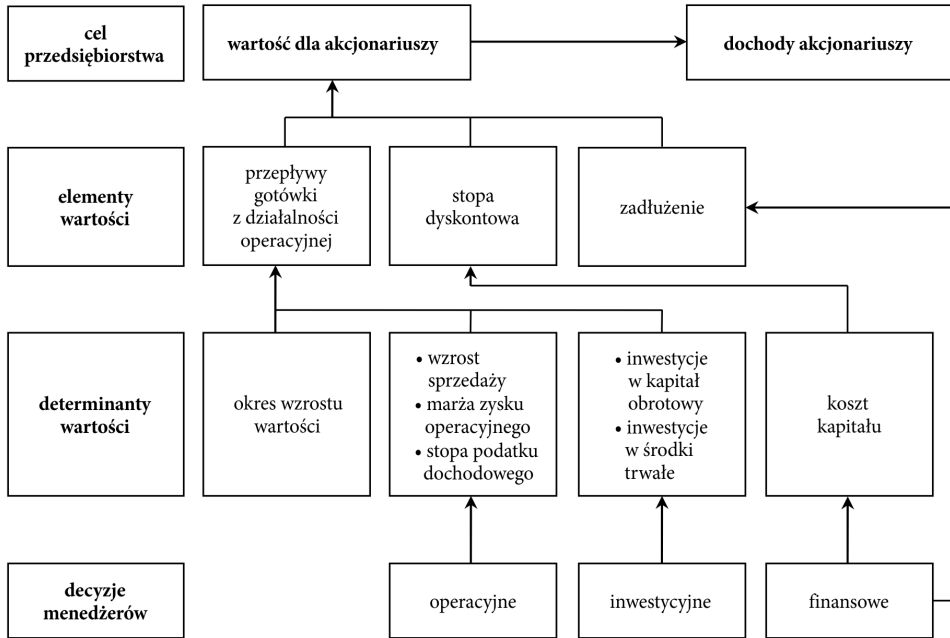 cel
przedsiębiorstwa
wartość dla akcjonariuszy
dochody akcjonariuszy
elementy
wartości
przepływy
gotówki
z działalności
operacyjnej
stopa
dyskontowa
zadłużenie
determinanty
wartości
okres wzrostu
wartości
• wzrost
sprzedaży
• marża zysku
operacyjnego
• stopa podatku
dochodowego
• inwestycje
w kapitał
obrotowy
• inwestycje
w środki
trwałe
koszt
kapitału
decyzje
menedżerów
operacyjne
inwestycyjne
finansowe